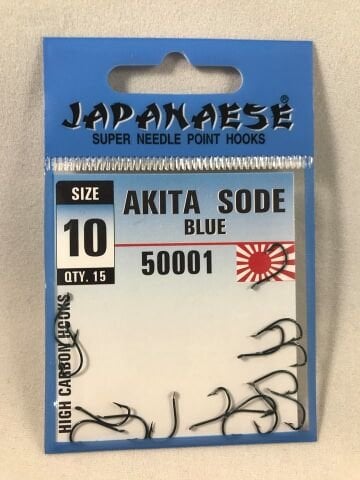 JAPANAESE®
SUPER NEEDLE POINT HOOKS
SIZE
10
QTY. 15
AKITA SODE
BLUE
50001
HIGH CARBON HOOKS